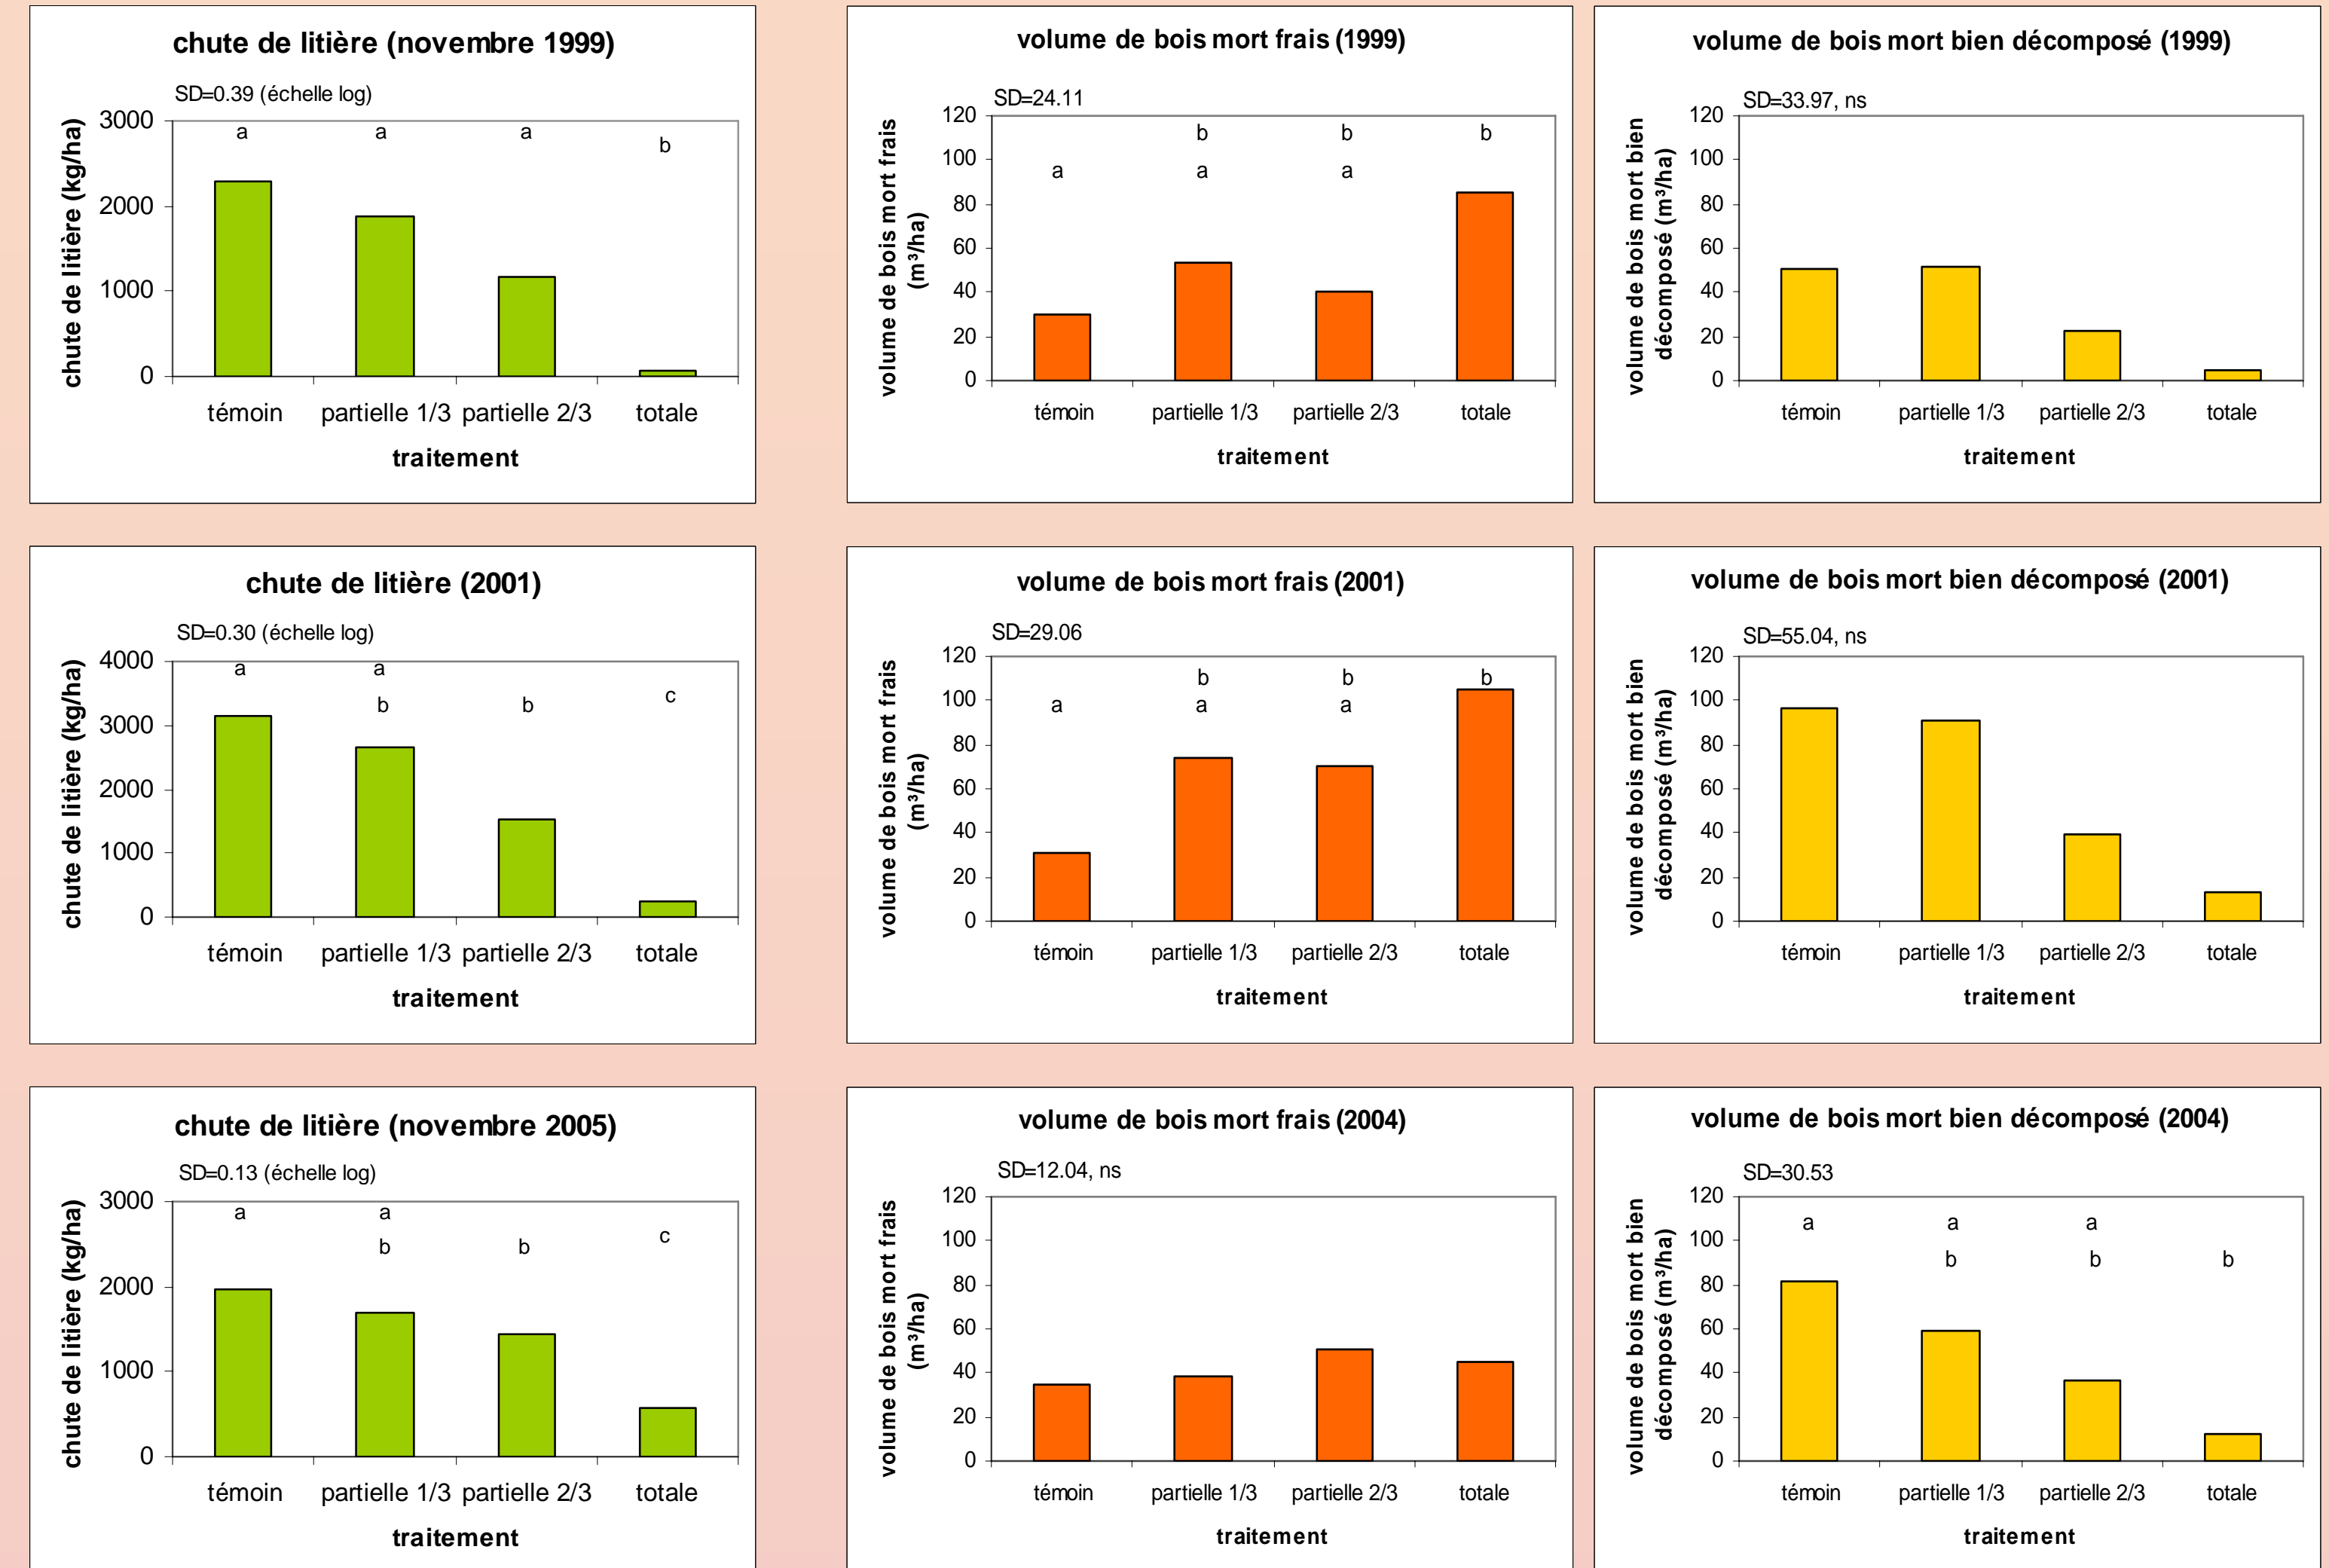 chute de litière (novembre 1999)
SD=0.39 (échelle log)
chute de litière (kg/ha)
3000
2000
1000
0
a a a b
témoin partielle 1/3 partielle 2/3 totale
traitement
volume de bois mort frais (1999)
SD=24.11
volume de bois mort frais
(m³/ha)
120
100
80
60
40
20
0
b b b
a a a
témoin partielle 1/3 partielle 2/3 totale
traitement
volume de bois mort bien décomposé (1999)
SD=33.97, ns
volume de bois mort bien
décomposé (m³/ha)
120
100
80
60
40
20
0
témoin partielle 1/3 partielle 2/3 totale
traitement
chute de litière (2001)
SD=0.30 (échelle log)
chute de litière (kg/ha)
4000
3000
2000
1000
0
a a
b b c
témoin partielle 1/3 partielle 2/3 totale
traitement
volume de bois mort frais (2001)
SD=29.06
volume de bois mort frais
(m³/ha)
120
100
80
60
40
20
0
b b b
a a a
témoin partielle 1/3 partielle 2/3 totale
traitement
volume de bois mort bien décomposé (2001)
SD=55.04, ns
volume de bois mort bien
décomposé (m³/ha)
120
100
80
60
40
20
0
témoin partielle 1/3 partielle 2/3 totale
traitement
chute de litière (novembre 2005)
SD=0.13 (échelle log)
chute de litière (kg/ha)
3000
2000
1000
0
a a
b b c
témoin partielle 1/3 partielle 2/3 totale
traitement
volume de bois mort frais (2004)
SD=12.04, ns
volume de bois mort frais
(m³/ha)
120
100
80
60
40
20
0
témoin partielle 1/3 partielle 2/3 totale
traitement
volume de bois mort bien décomposé (2004)
SD=30.53
volume de bois mort bien
décomposé (m³/ha)
120
100
80
60
40
20
0
a a a
b b b
témoin partielle 1/3 partielle 2/3 totale
traitement